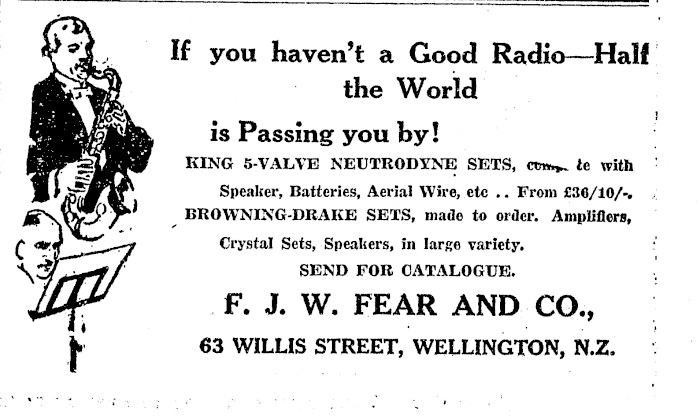 If you haven't a Good Radio—Half
the World
is Passing you by!
KING 5-VALVE NEUTRODYNE SETS, with
Speaker, Batteries, Aerial Wire, etc .. From £36/10/-.
BROWNING-DRAKE SETS, made to order. Amplifiers,
Crystal Sets, Speakers, in large variety.
SEND FOR CATALOGUE.
F. J. W. FEAR AND CO.,
63 WILLIS STREET, WELLINGTON, N.Z.